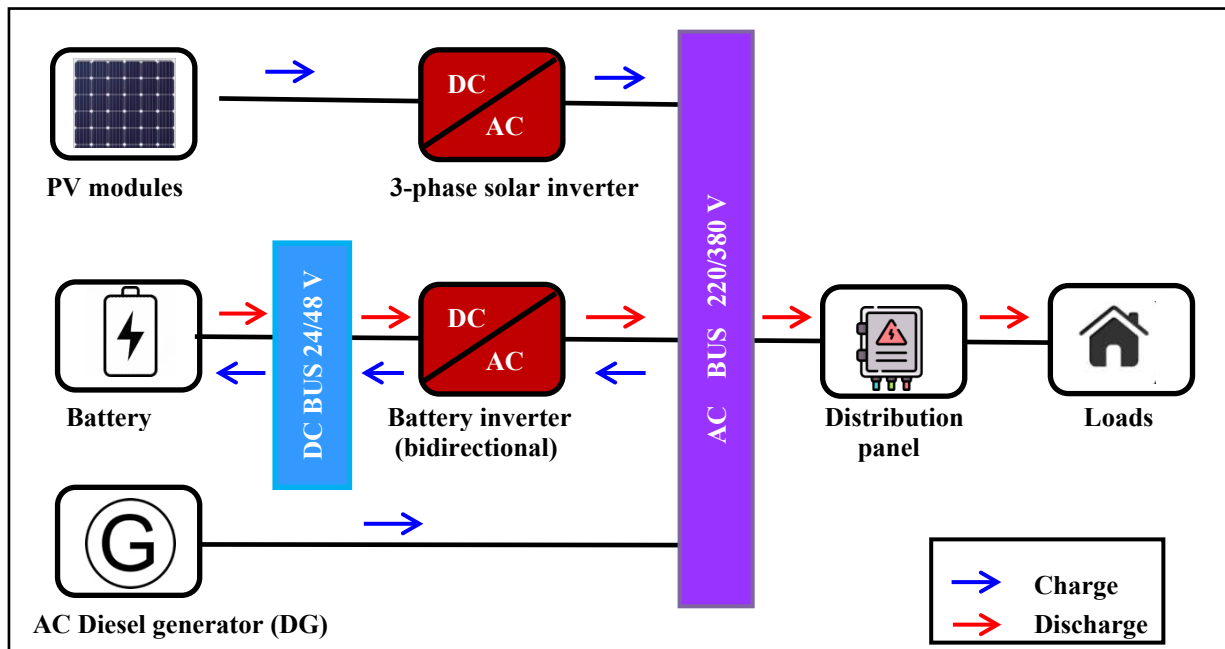 DC
AC
PV modules
3-phase solar inverter
AC BUS 220/380 V
DC BUS 24/48 V
DC
AC
Battery
Battery inverter
(bidirectional)
Distribution
panel
Loads
G
AC Diesel generator (DG)
Charge
Discharge